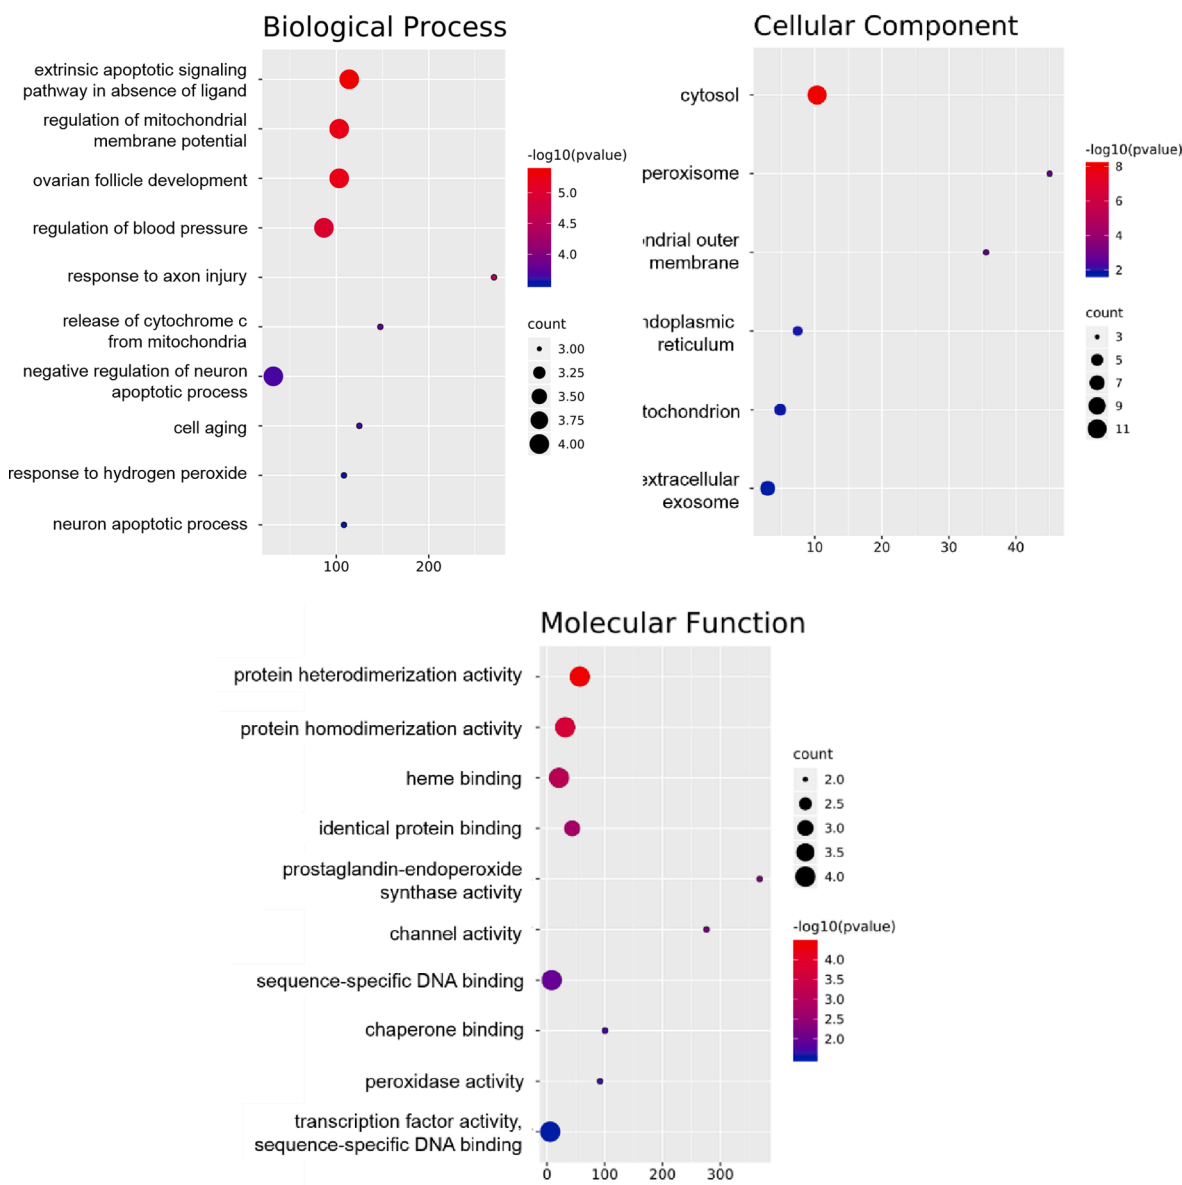 Biological Process
extrinsic apoptotic signaling
pathway in absence of ligand
regulation of mitochondrial
membrane potential
ovarian follicle development
regulation of blood pressure
response to axon injury
release of cytochrome c
from mitochondria
negative regulation of neuron
apoptotic process
cell aging
response to hydrogen peroxide
neuron apoptotic process
100 200
-log10(pvalue)
5.0
4.5
4.0
count
3.00
3.25
3.50
3.75
4.00
Cellular Component
cytosol
peroxisome
ndrial outer
membrane
ndoplasmic
reticulum
tochondrion
extracellular
exosome
10 20 30 40
-log10(pvalue)
8
6
4
2
count
3
5
7
9
11
Molecular Function
protein heterodimerization activity
protein homodimerization activity
heme binding
identical protein binding
prostaglandin-endoperoxide
synthase activity
channel activity
sequence-specific DNA binding
chaperone binding
peroxidase activity
transcription factor activity,
sequence-specific DNA binding
0 100 200 300
count
2.0
2.5
3.0
3.5
4.0
-log10(pvalue)
4.0
3.5
3.0
2.5
2.0